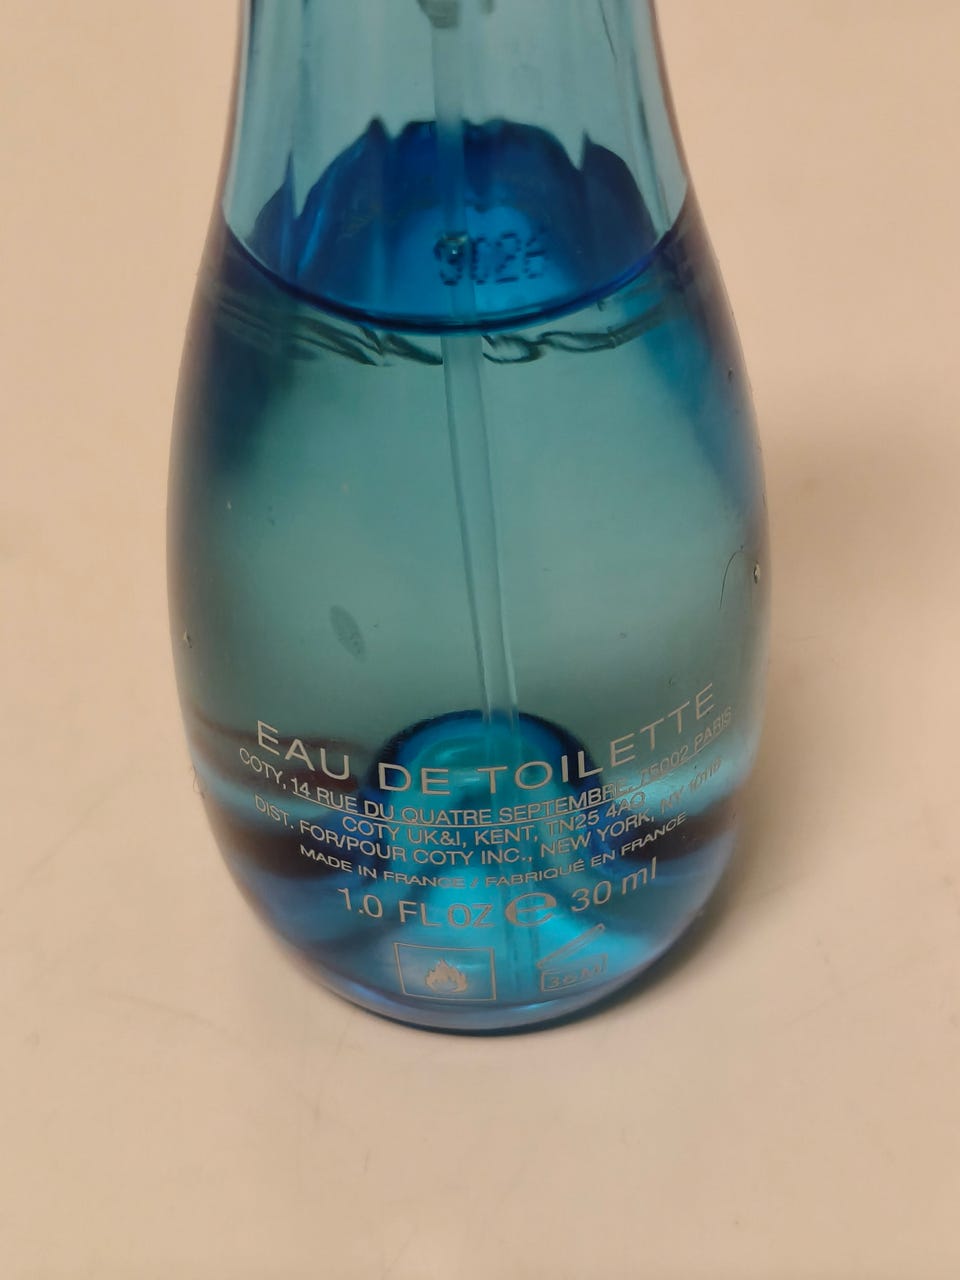 9026
EAU DE TOILETTE
COTY, 14 RUE DU QUATRE SEPTEMBRE, 75002 PARIS
COTY UK&I, KENT, TN25 4AQ
DIST. FOR/POUR COTY INC., NEW YORK, NY 10118
MADE IN FRANCE / FABRIQUÉ EN FRANCE
1.0 FL OZ e 30 ml
36M